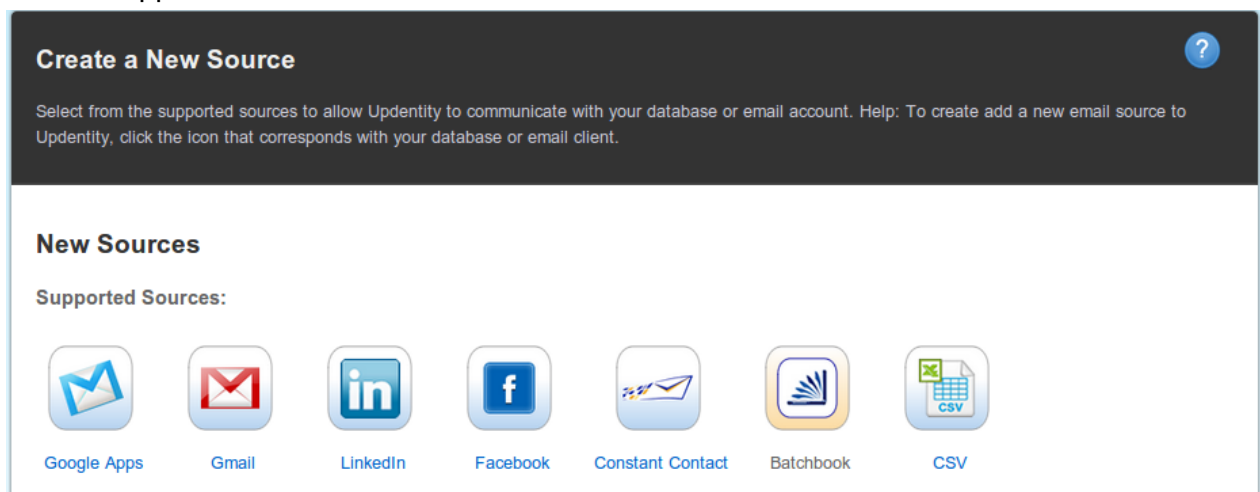 Create a New Source
?
Select from the supported sources to allow Updentity to communicate with your database or email account. Help: To create add a new email source to
Updentity, click the icon that corresponds with your database or email client.
New Sources
Supported Sources:
in
f
X
CSV
Google Apps
Gmail
LinkedIn
Facebook
Constant Contact
Batchbook
CSV